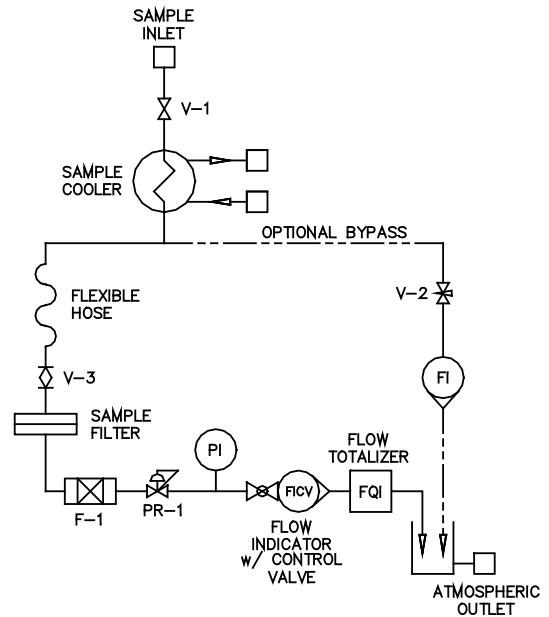 SAMPLE
INLET
V-1
SAMPLE
COOLER
OPTIONAL BYPASS
FLEXIBLE
HOSE
V-2
V-3
FI
SAMPLE
FILTER
PI
FLOW
TOTALIZER
FICV
FQI
F-1
PR-1
FLOW
INDICATOR
W/ CONTROL
VALVE
ATMOSPHERIC
OUTLET